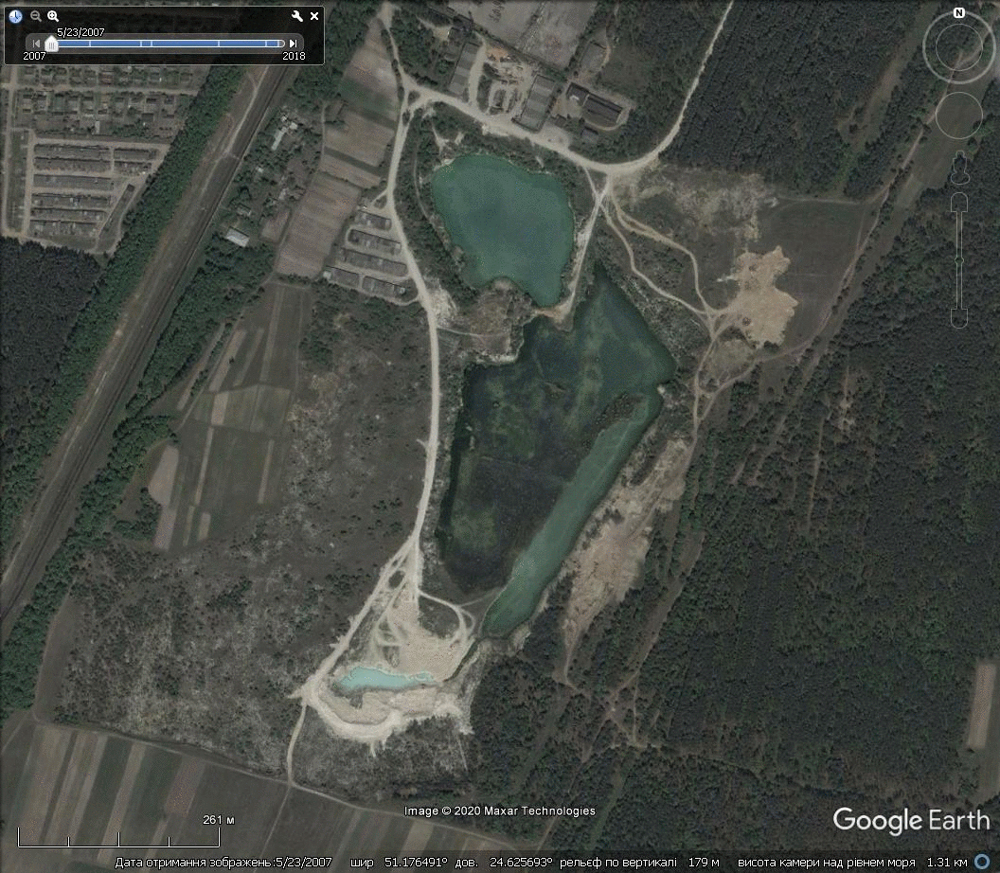 5/23/2007
2007
2018
N
261 м
Image © 2020 Maxar Technologies
Google Earth
Дата отримання зображень:5/23/2007 шир 51.176491° дов. 24.625693° рельєф по вертикалі 179 м висота камери над рівнем моря 1.31 км